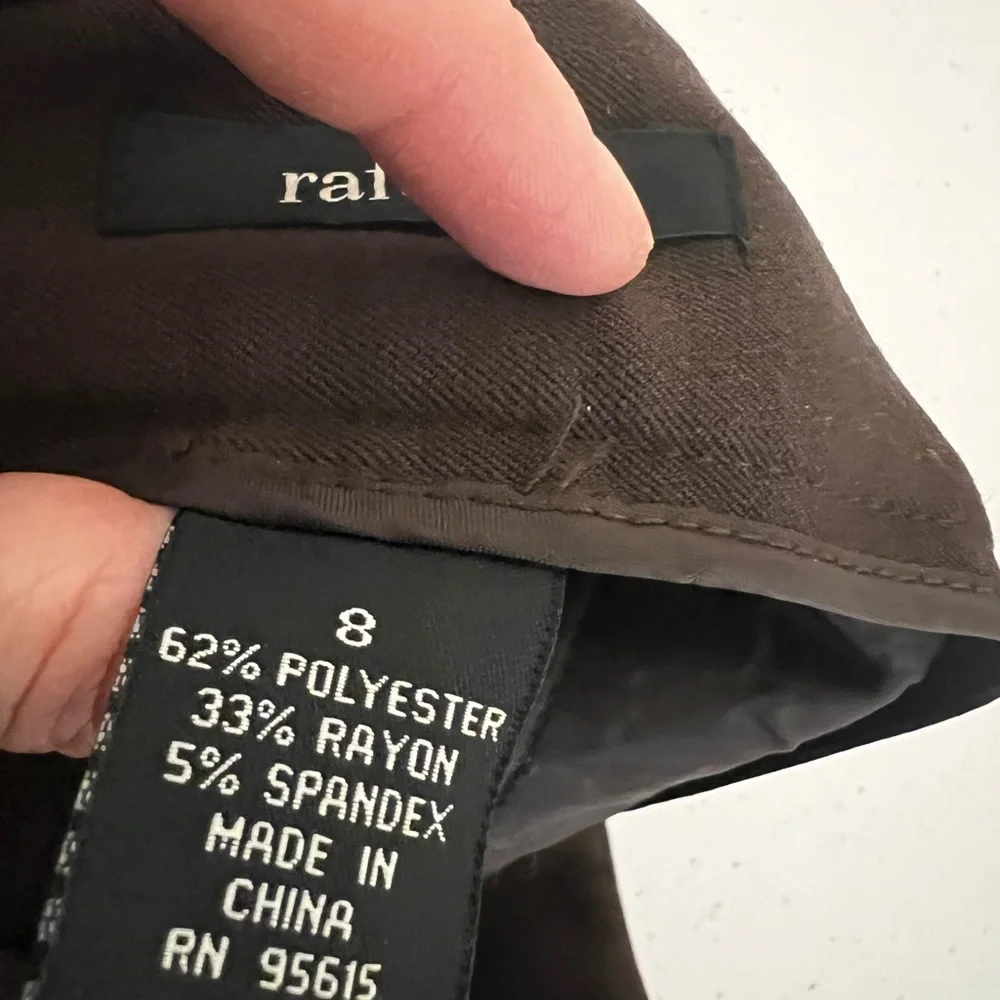 8
62% POLYESTER
33% RAYON
5% SPANDEX
MADE IN
CHINA
RN 95615